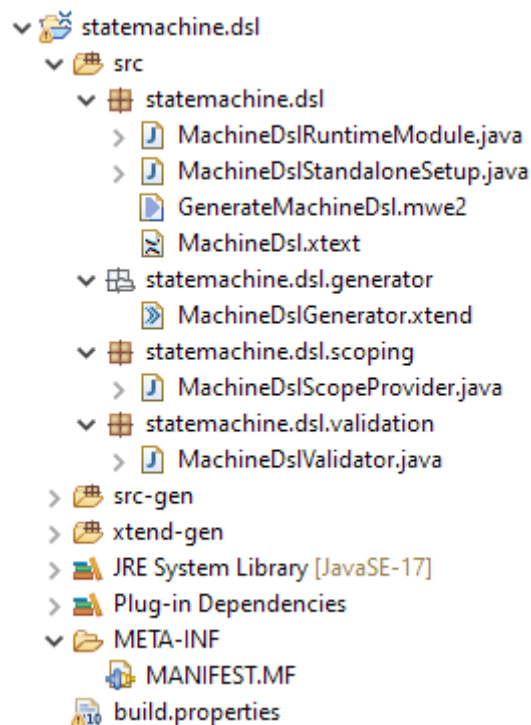 statemachine.dsl
src
statemachine.dsl
MachineDslRuntimeModule.java
MachineDslStandaloneSetup.java
GenerateMachineDsl.mwe2
MachineDsl.xtext
statemachine.dsl.generator
MachineDslGenerator.xtend
statemachine.dsl.scoping
MachineDslScopeProvider.java
statemachine.dsl.validation
MachineDslValidator.java
src-gen
xtend-gen
JRE System Library [JavaSE-17]
Plug-in Dependencies
META-INF
MANIFEST.MF
build.properties